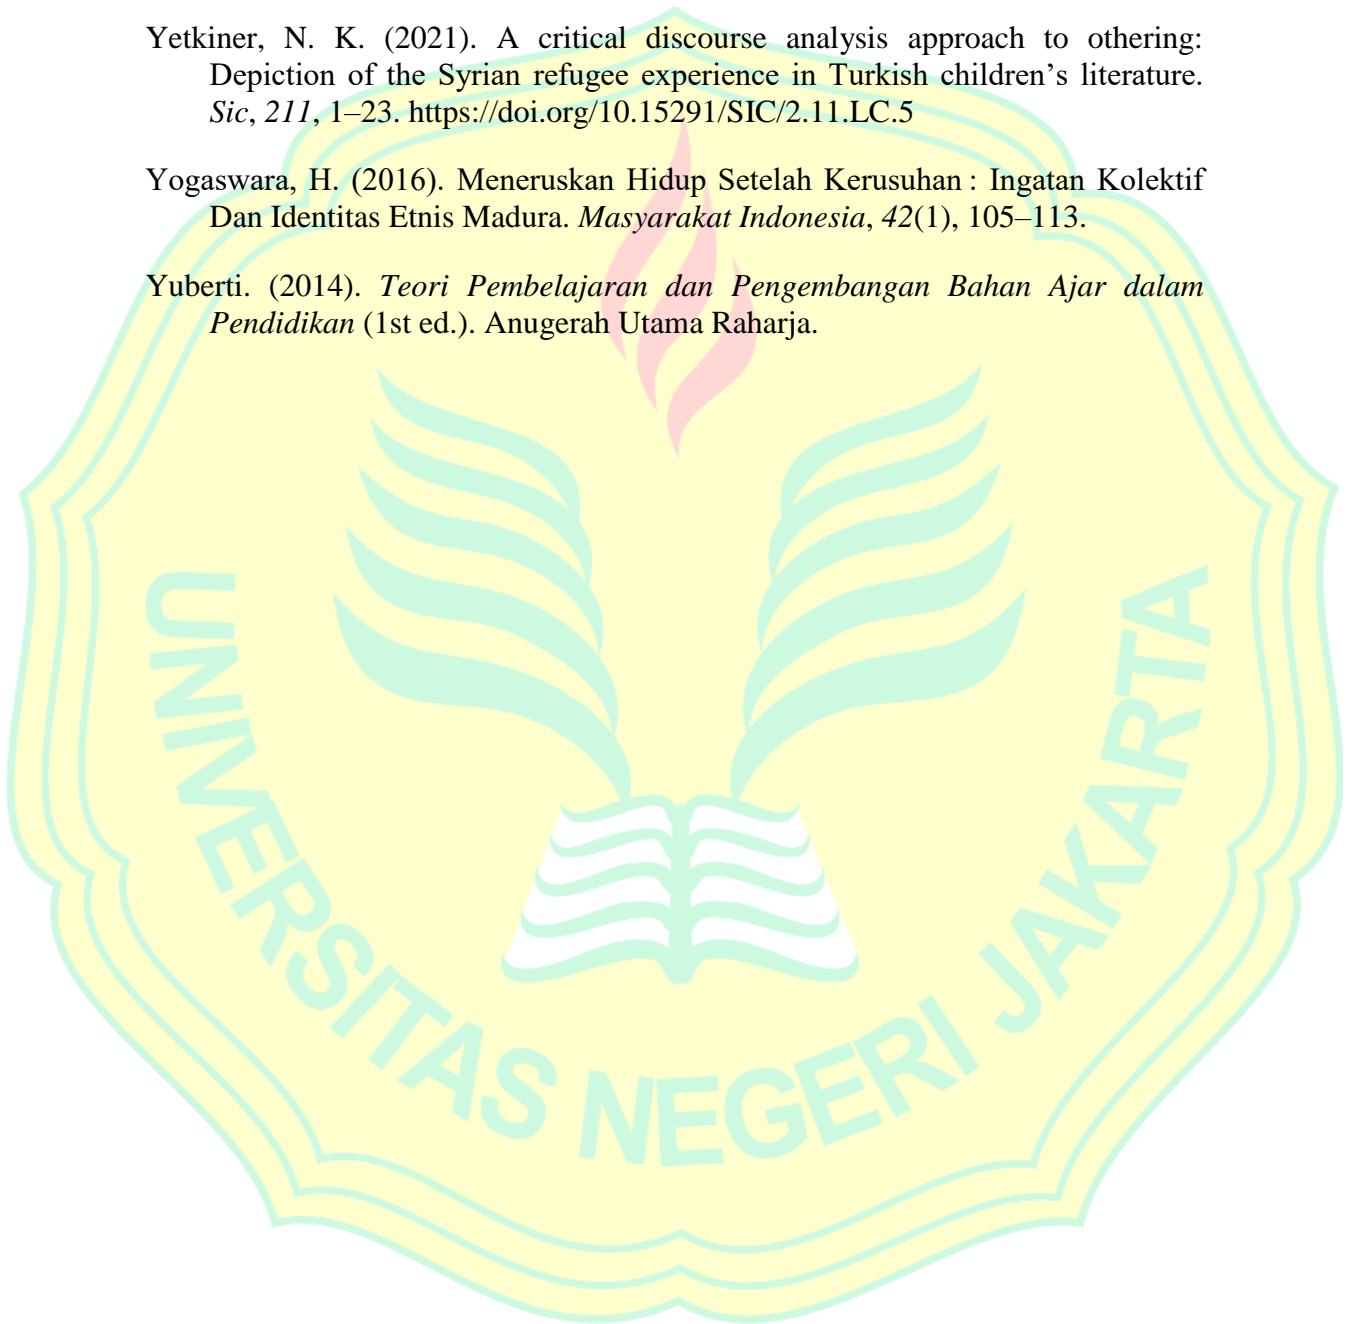 Yetkiner, N. K. (2021). A critical discourse analysis approach to othering:
Depiction of the Syrian refugee experience in Turkish children’s literature.
Sic, 211, 1–23. https://doi.org/10.15291/SIC/2.11.LC.5
Yogaswara, H. (2016). Meneruskan Hidup Setelah Kerusuhan : Ingatan Kolektif
Dan Identitas Etnis Madura. Masyarakat Indonesia, 42(1), 105–113.
Yuberti. (2014). Teori Pembelajaran dan Pengembangan Bahan Ajar dalam
Pendidikan (1st ed.). Anugerah Utama Raharja.
UNIVERSITAS NEGERI JAKARTA